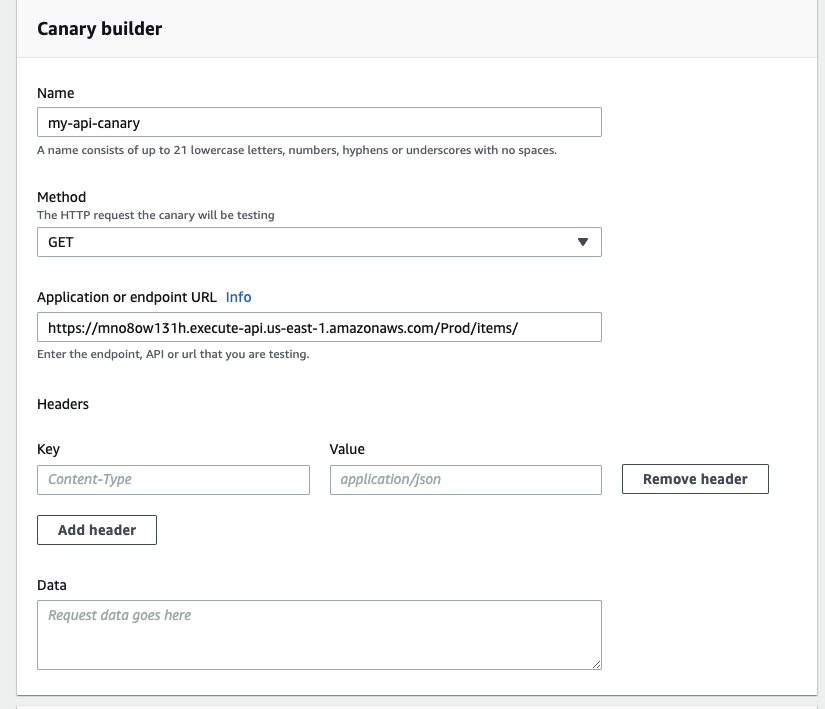 Canary builder
Name
my-api-canary
A name consists of up to 21 lowercase letters, numbers, hyphens or underscores with no spaces.
Method
The HTTP request the canary will be testing
GET
Application or endpoint URL Info
https://mno8ow131h.execute-api.us-east-1.amazonaws.com/Prod/items/
Enter the endpoint, API or url that you are testing.
Headers
Key Value
Content-Type application/json Remove header
Add header
Data
Request data goes here